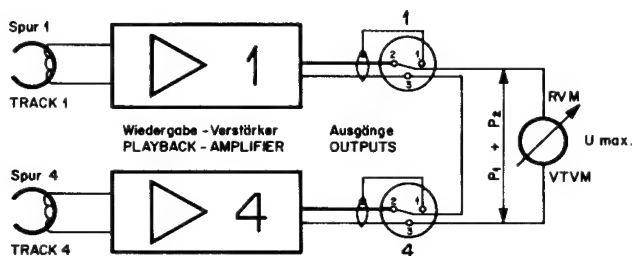 Spur 1
TRACK 1
1
Wiedergabe - Verstärker
PLAYBACK - AMPLIFIER
Ausgänge
OUTPUTS
1
2
1
3
P1 + P2
RVM
U max.
VTVM
Spur 4
TRACK 4
4
2
1
3
4